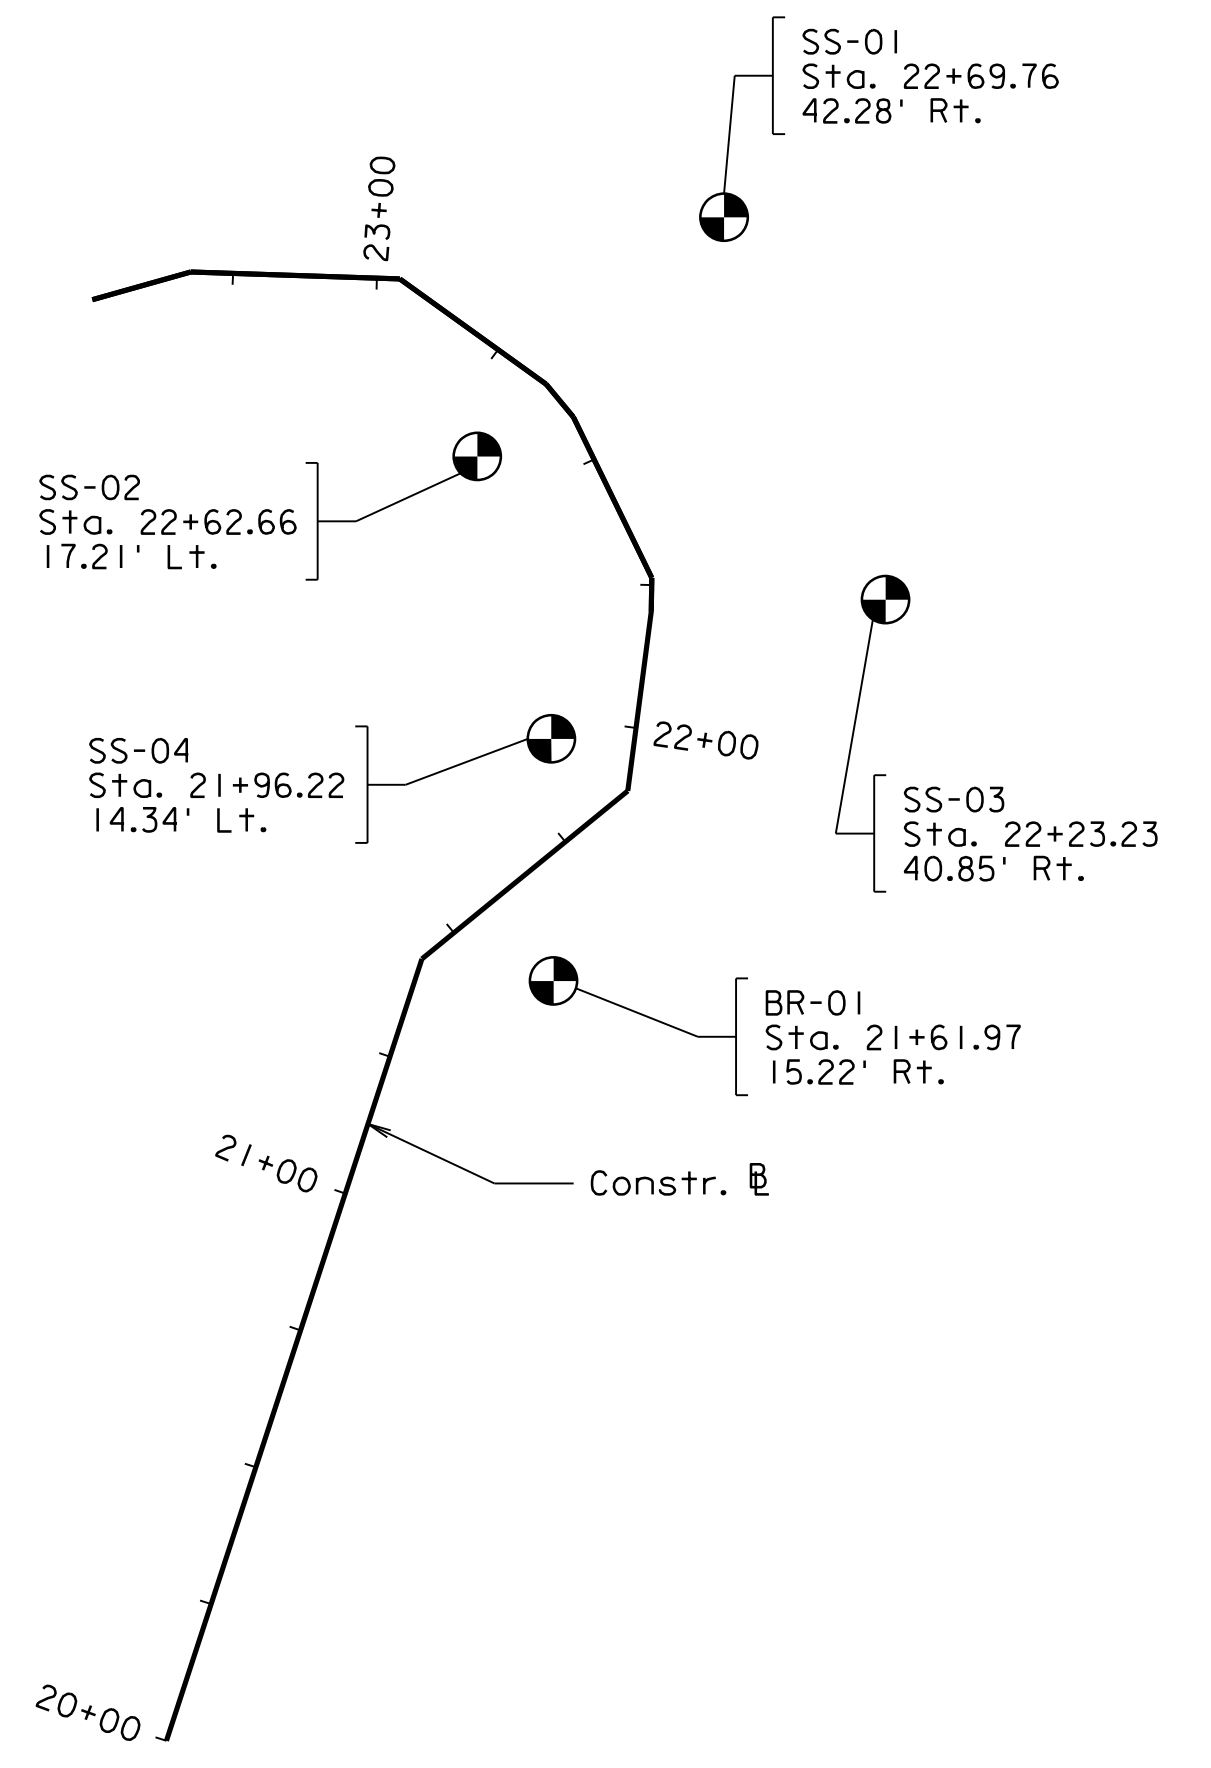 SS-01
Sta. 22+69.76
42.28' Rt.
23+00
SS-02
Sta. 22+62.66
17.21' Lt.
22+00
SS-04
Sta. 21+96.22
14.34' Lt.
SS-03
Sta. 22+23.23
40.85' Rt.
BR-01
Sta. 21+61.97
15.22' Rt.
21+00
Constr. BL
20+00